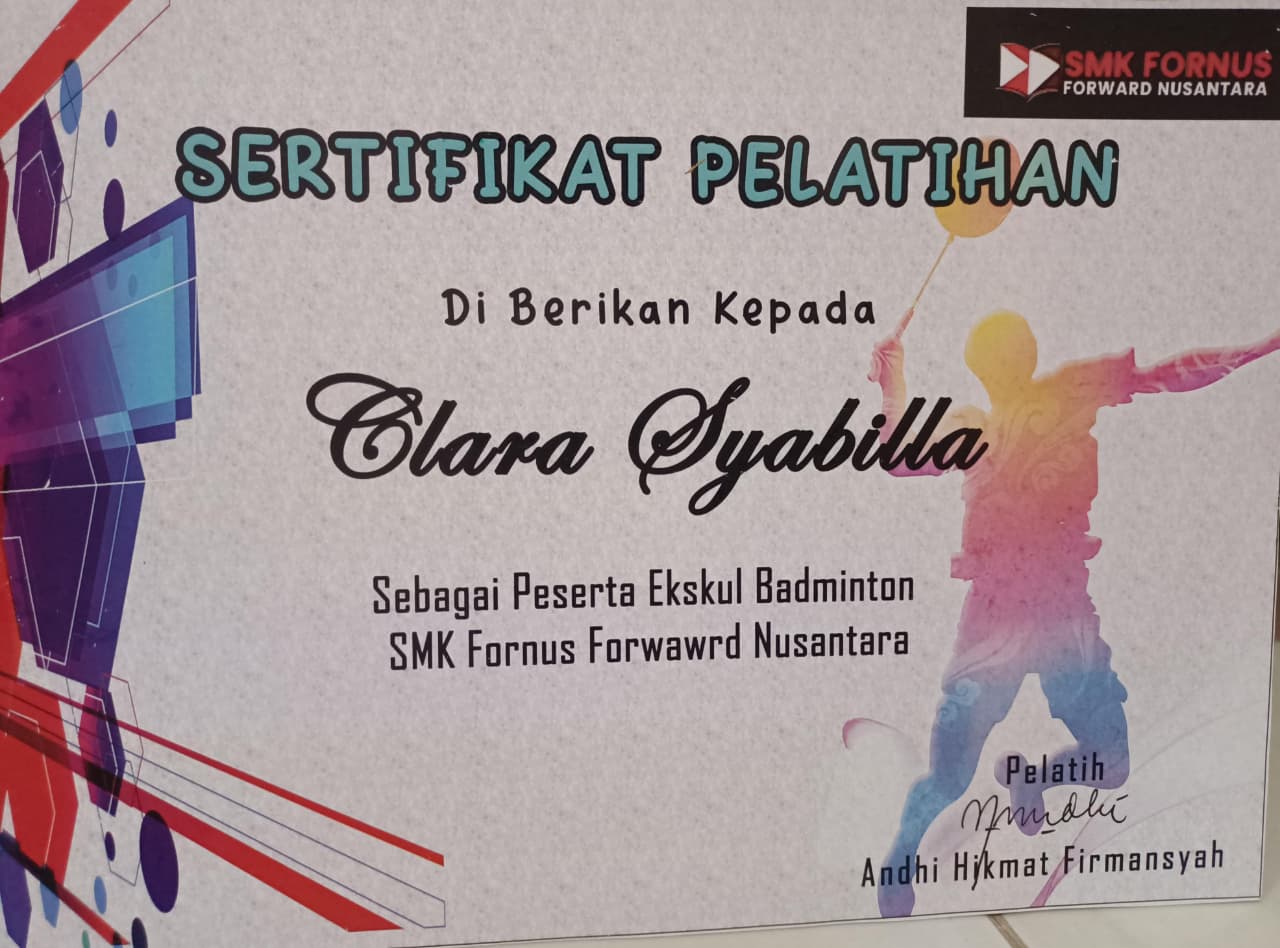 SMK FORNUS
FORWARD NUSANTARA
SERTIFIKAT PELATIHAN
Di Berikan Kepada
Clara Syabilla
Sebagai Peserta Ekskul Badminton
SMK Fornus Forwawrd Nusantara
Pelatih
Andhi Hikmat Firmansyah